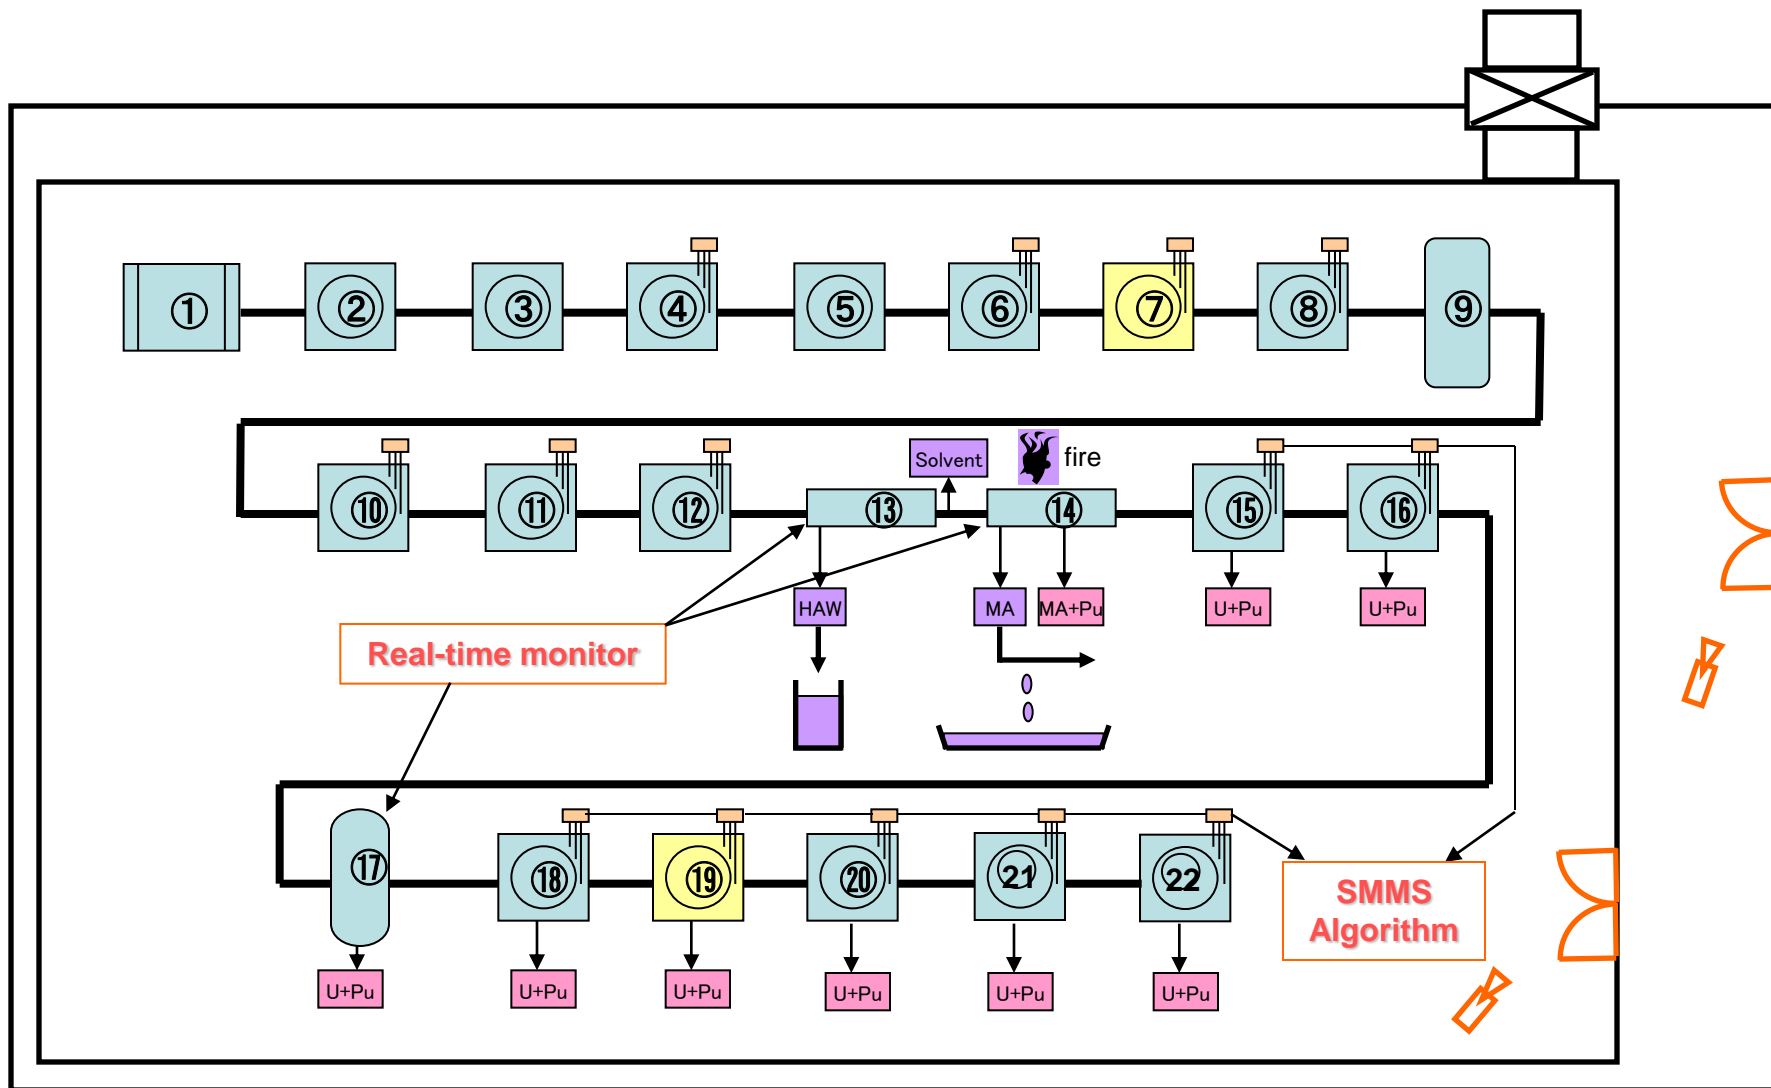 ① ② ③ ④ ⑤ ⑥ ⑦ ⑧ ⑨
Solvent
fire
⑩ ⑪ ⑫ ⑬ ⑭ ⑮ ⑯
HAW MA MA+Pu U+Pu U+Pu
Real-time monitor
⑰ ⑱ ⑲ ⑳ 21 22
SMMS
Algorithm
U+Pu U+Pu U+Pu U+Pu U+Pu U+Pu